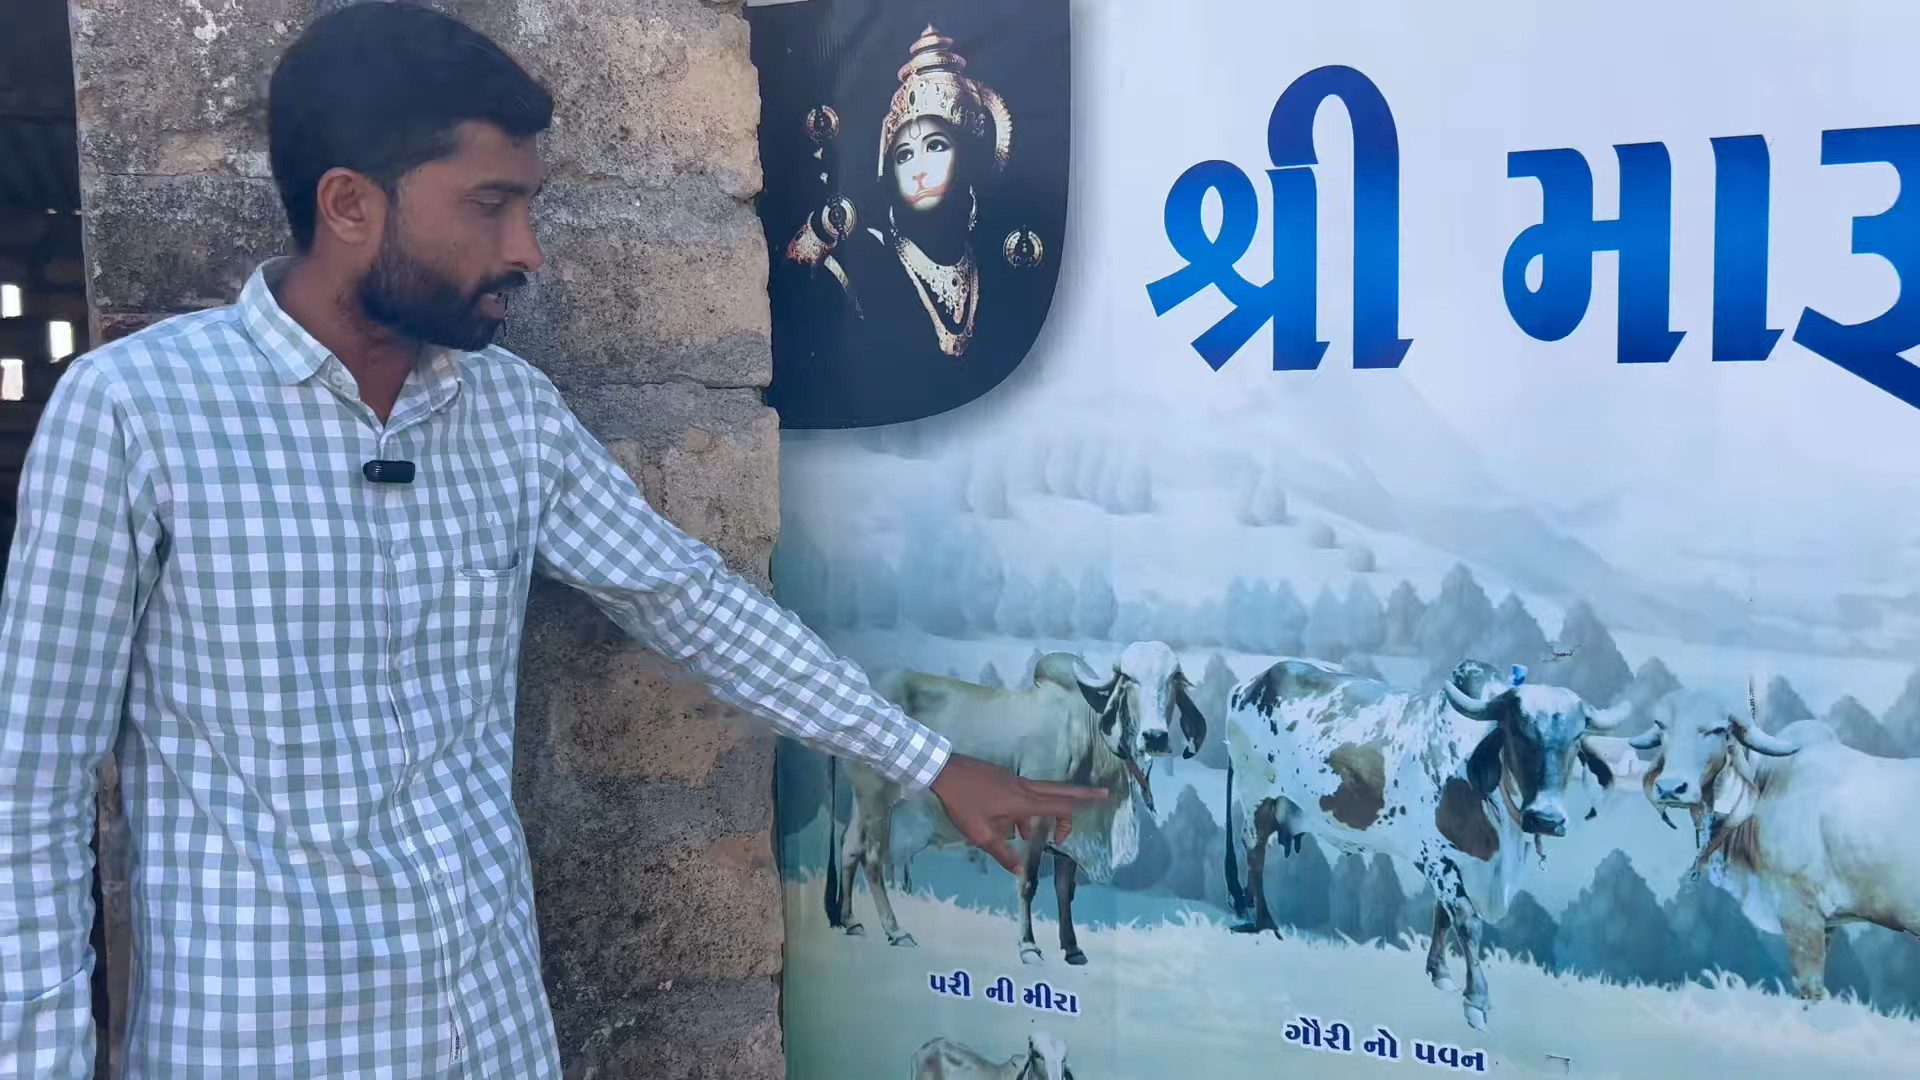 શ્રી મારૂ
પરી ની મીરા
ગૌરી નો પવન